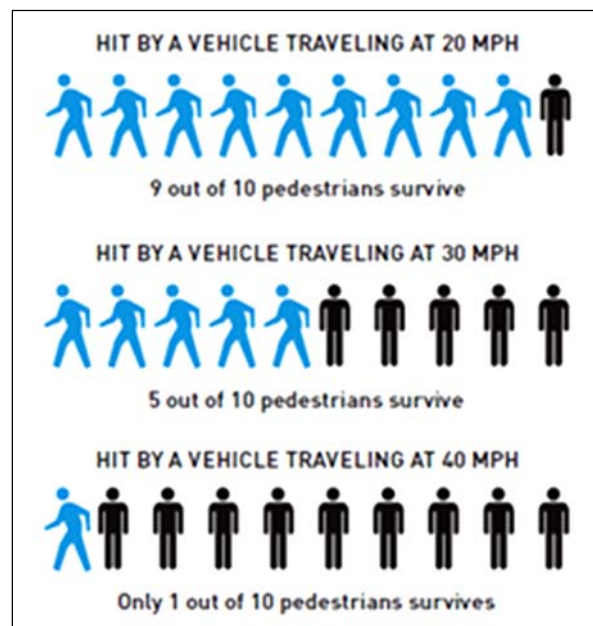 HIT BY A VEHICLE TRAVELING AT 20 MPH
9 out of 10 pedestrians survive
HIT BY A VEHICLE TRAVELING AT 30 MPH
5 out of 10 pedestrians survive
HIT BY A VEHICLE TRAVELING AT 40 MPH
Only 1 out of 10 pedestrians survives